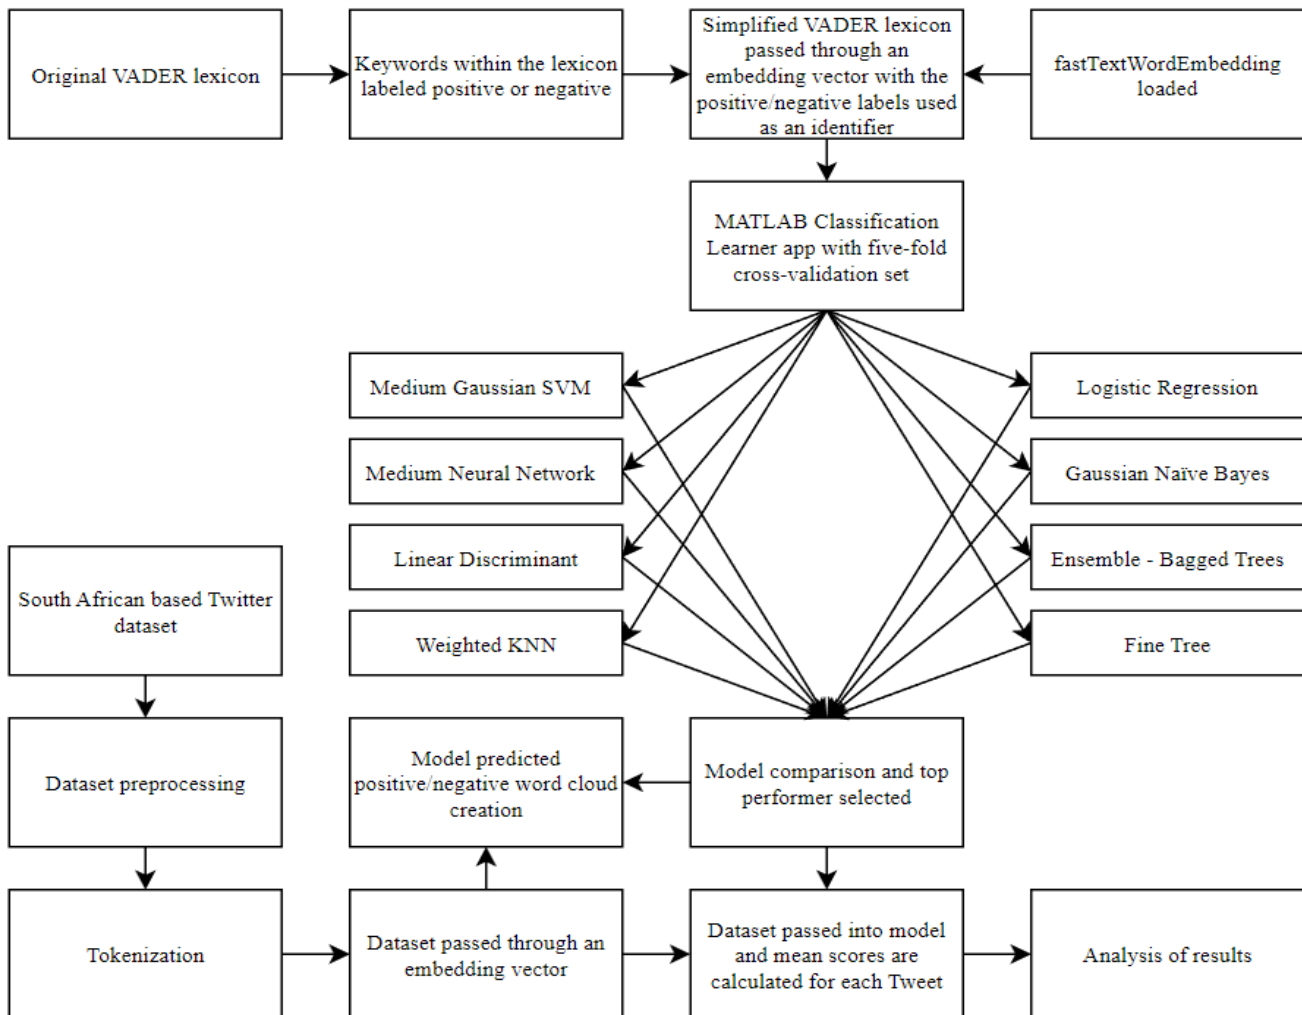 Original VADER lexicon
Keywords within the lexicon
labeled positive or negative
Simplified VADER lexicon
passed through an
embedding vector with the
positive/negative labels used
as an identifier
fastTextWordEmbedding
loaded
MATLAB Classification
Learner app with five-fold
cross-validation set
Medium Gaussian SVM
Logistic Regression
Medium Neural Network
Gaussian Naïve Bayes
Linear Discriminant
Ensemble - Bagged Trees
South African based Twitter
dataset
Weighted KNN
Fine Tree
Dataset preprocessing
Model predicted
positive/negative word cloud
creation
Model comparison and top
performer selected
Tokenization
Dataset passed through an
embedding vector
Dataset passed into model
and mean scores are
calculated for each Tweet
Analysis of results